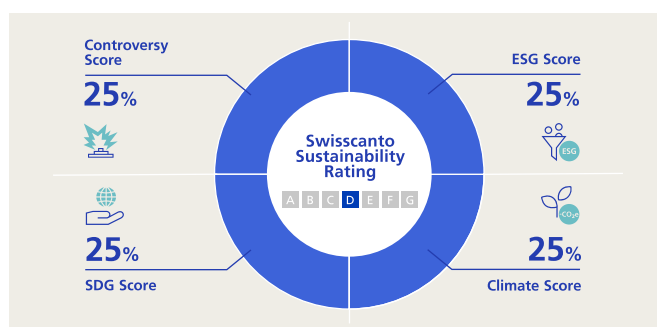 Controversy
Score
25%
ESG Score
25%
ESG
Swisscanto
Sustainability
Rating
A B C D E F G
25%
SDG Score
CO₂e
25%
Climate Score